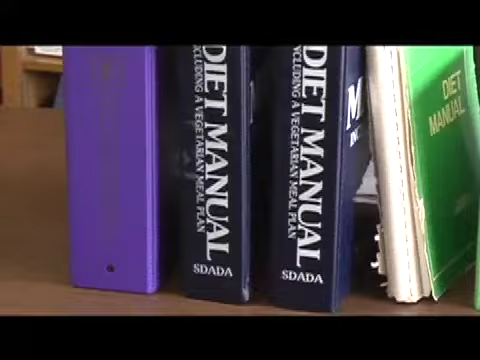 DIET MANUAL
INCLUDING A VEGETARIAN MEAL PLAN
SDADA
DIET MANUAL
INCLUDING A VEGETARIAN MEAL PLAN
SDADA
DIET
MANUAL